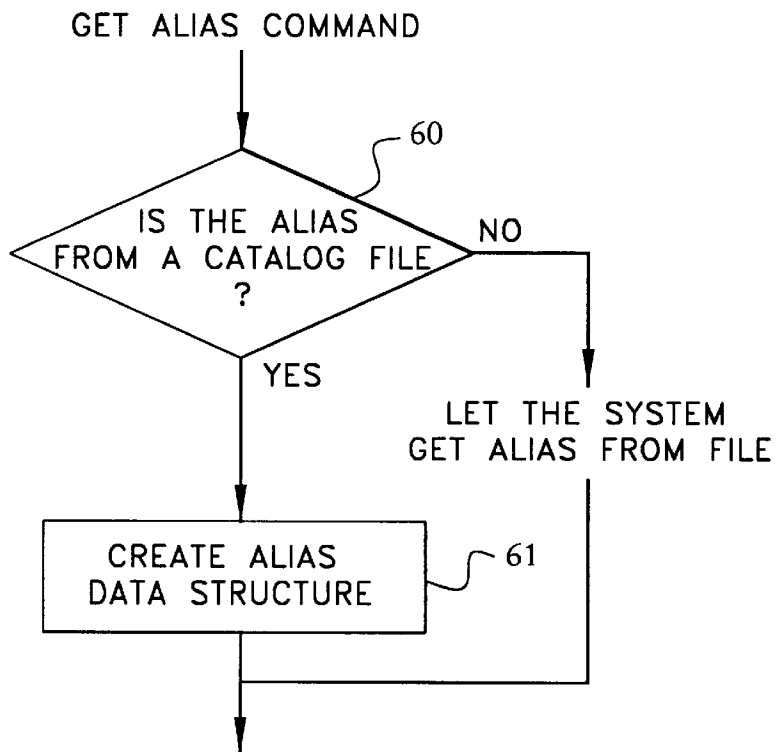 GET ALIAS COMMAND
60
IS THE ALIAS
FROM A CATALOG FILE
?
NO
YES
LET THE SYSTEM
GET ALIAS FROM FILE
CREATE ALIAS
DATA STRUCTURE
61